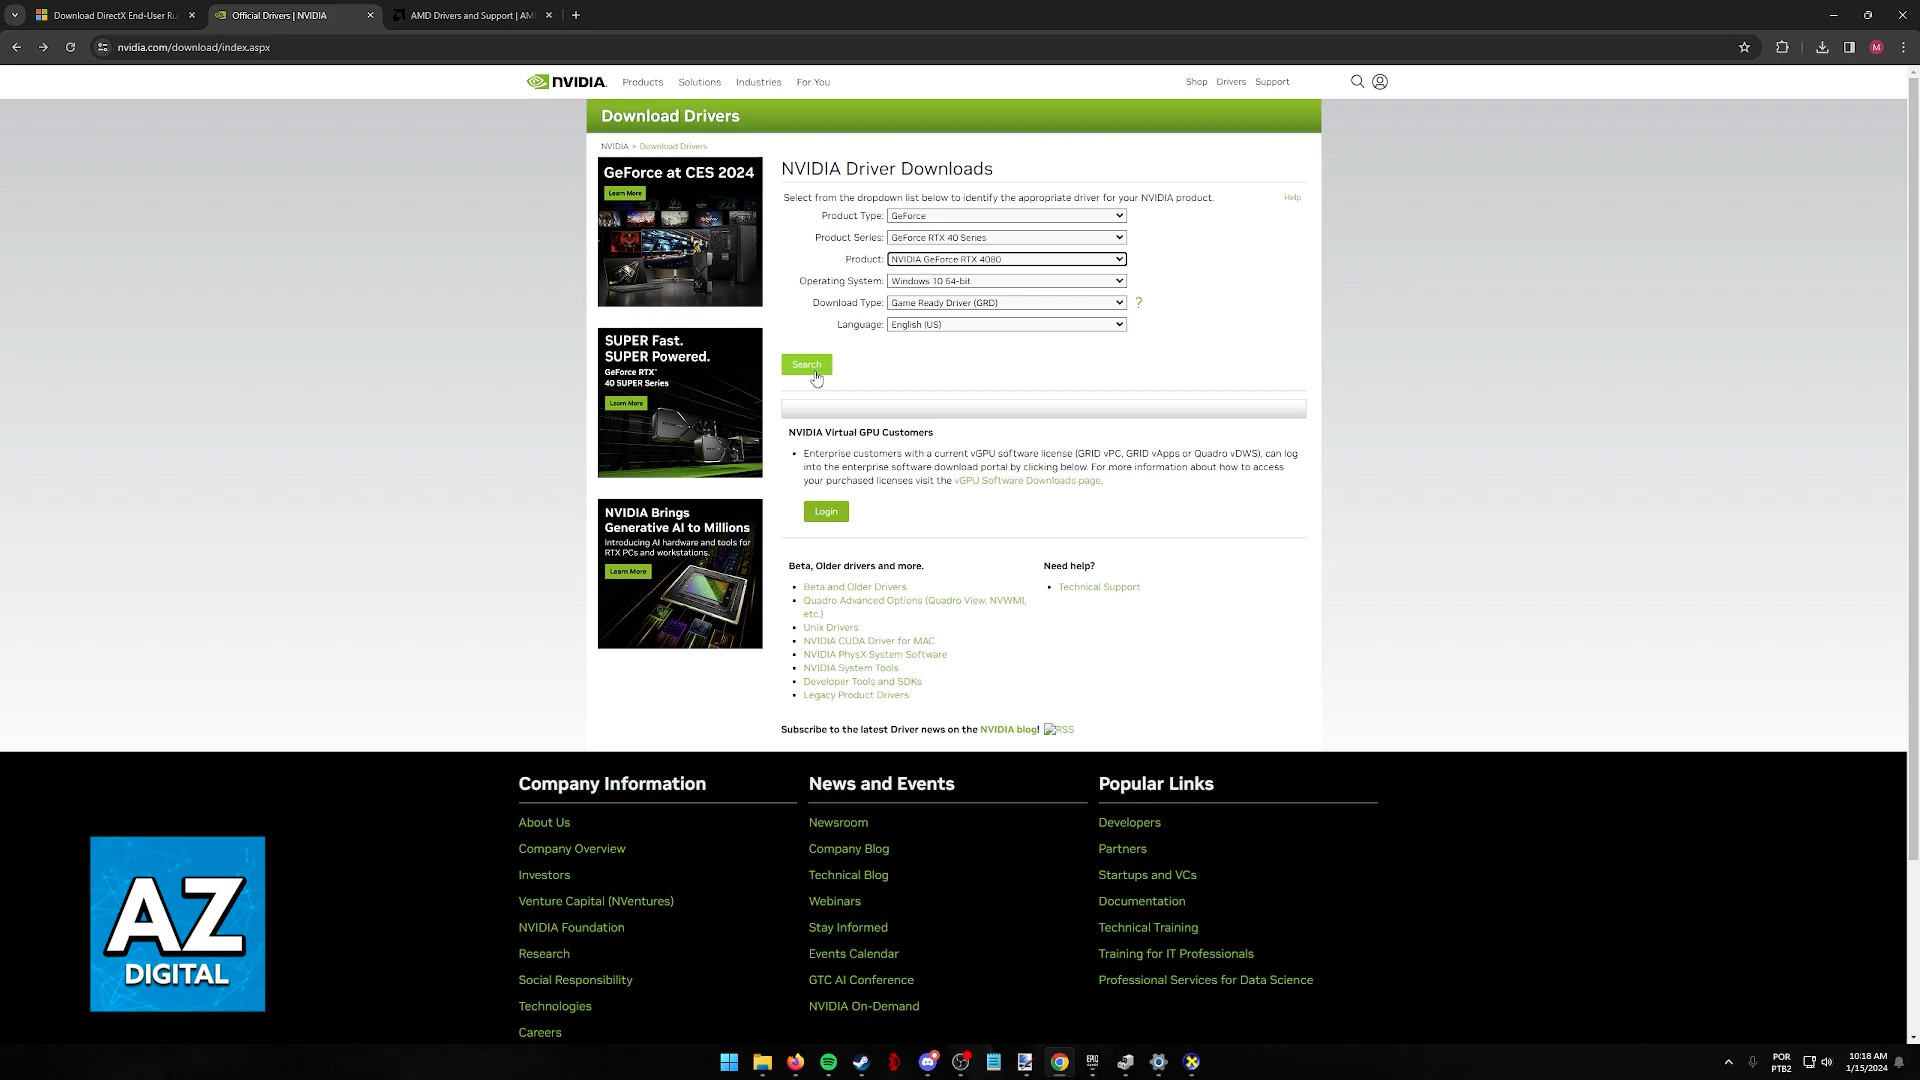 Download DirectX End-User Ru
Official Drivers | NVIDIA
AMD Drivers and Support | AM
nvidia.com/download/index.aspx
M
NVIDIA.
Products
Solutions
Industries
For You
Shop
Drivers
Support
Download Drivers
NVIDIA > Download Drivers
GeForce at CES 2024
Learn More
SUPER Fast.
SUPER Powered.
GeForce RTX™
40 SUPER Series
Learn More
NVIDIA Brings
Generative AI to Millions
Introducing AI hardware and tools for
RTX PCs and workstations.
Learn More
NVIDIA Driver Downloads
Select from the dropdown list below to identify the appropriate driver for your NVIDIA product.
Help
Product Type: GeForce
Product Series: GeForce RTX 40 Series
Product: NVIDIA GeForce RTX 4080
Operating System: Windows 10 64-bit
Download Type: Game Ready Driver (GRD) ?
Language: English (US)
Search
NVIDIA Virtual GPU Customers
Enterprise customers with a current vGPU software license (GRID vPC, GRID vApps or Quadro vDWS), can log
into the enterprise software download portal by clicking below. For more information about how to access
your purchased licenses visit the vGPU Software Downloads page.
Login
Beta, Older drivers and more.
Beta and Older Drivers
Quadro Advanced Options (Quadro View, NVWMI,
etc.)
Unix Drivers
NVIDIA CUDA Driver for MAC
NVIDIA PhysX System Software
NVIDIA System Tools
Developer Tools and SDKs
Legacy Product Drivers
Need help?
Technical Support
Subscribe to the latest Driver news on the NVIDIA blog! RSS
Company Information
About Us
Company Overview
Investors
Venture Capital (NVentures)
NVIDIA Foundation
Research
Social Responsibility
Technologies
Careers
News and Events
Newsroom
Company Blog
Technical Blog
Webinars
Stay Informed
Events Calendar
GTC AI Conference
NVIDIA On-Demand
Popular Links
Developers
Partners
Startups and VCs
Documentation
Technical Training
Training for IT Professionals
Professional Services for Data Science
AZ
DIGITAL
EPIC
POR
PTB2
10:18 AM
1/15/2024